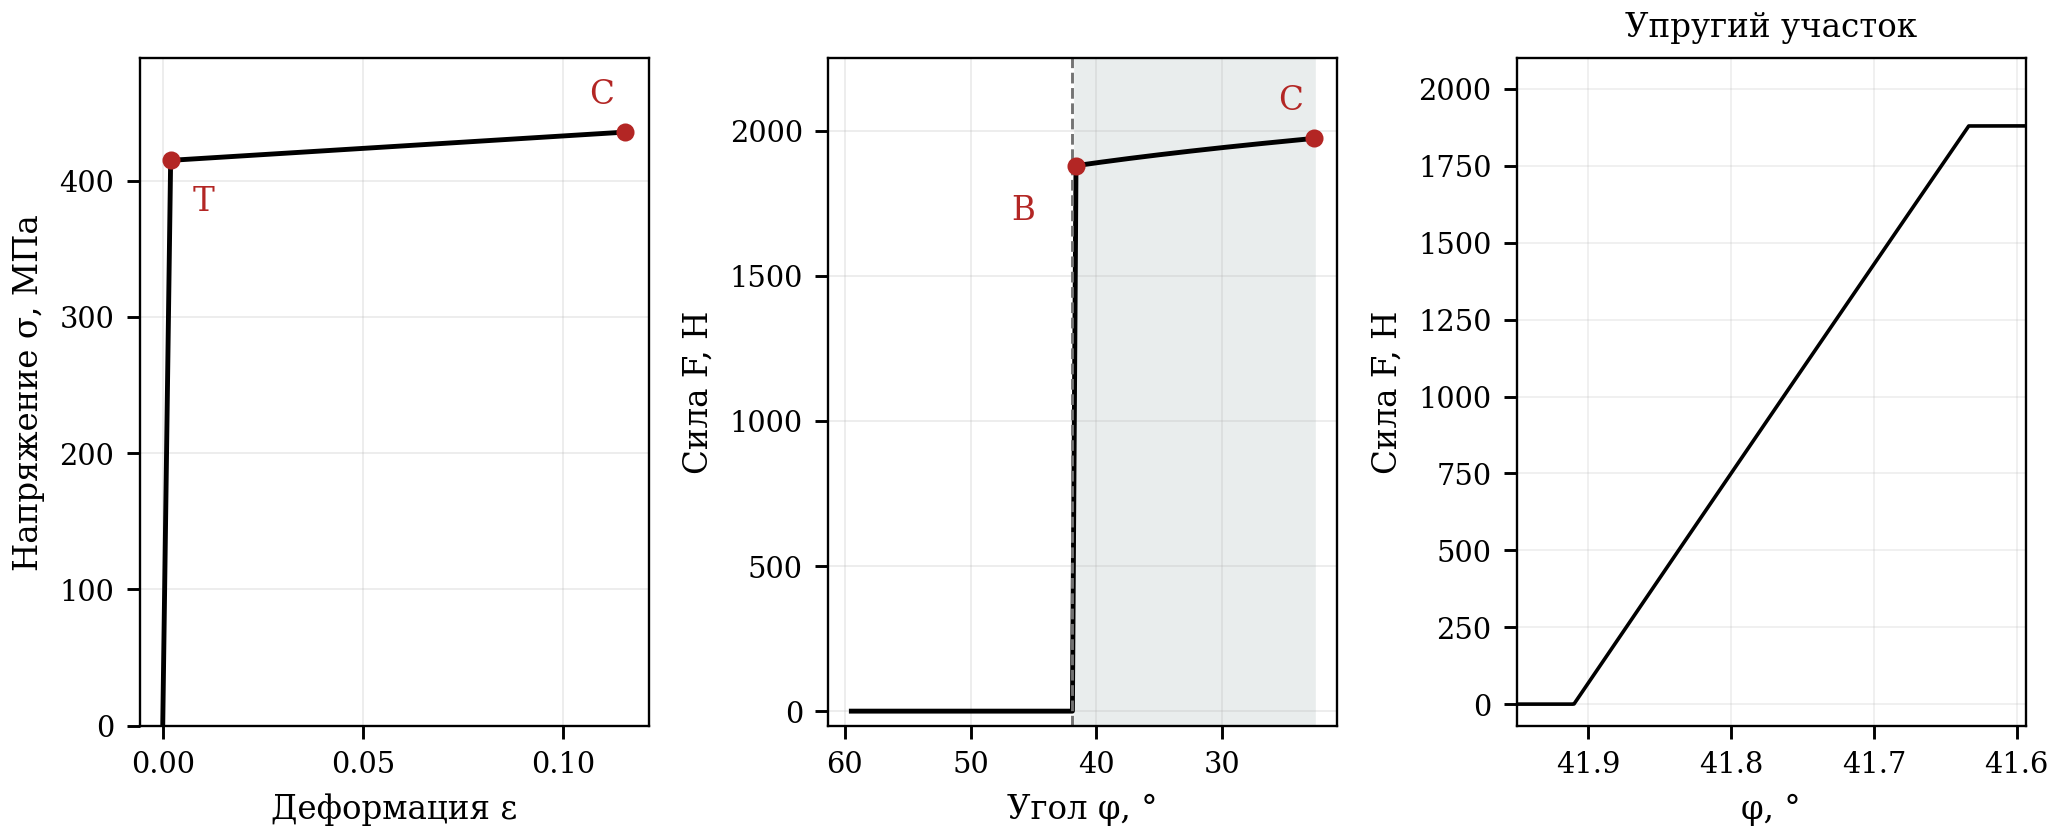 Напряжение σ, МПа
400
300
200
100
0
T
C
0.00 0.05 0.10
Деформация ε
Сила F, Н
2000
1500
1000
500
0
B
C
60 50 40 30
Угол φ, °
Упругий участок
Сила F, Н
2000
1750
1500
1250
1000
750
500
250
0
41.9 41.8 41.7 41.6
φ, °